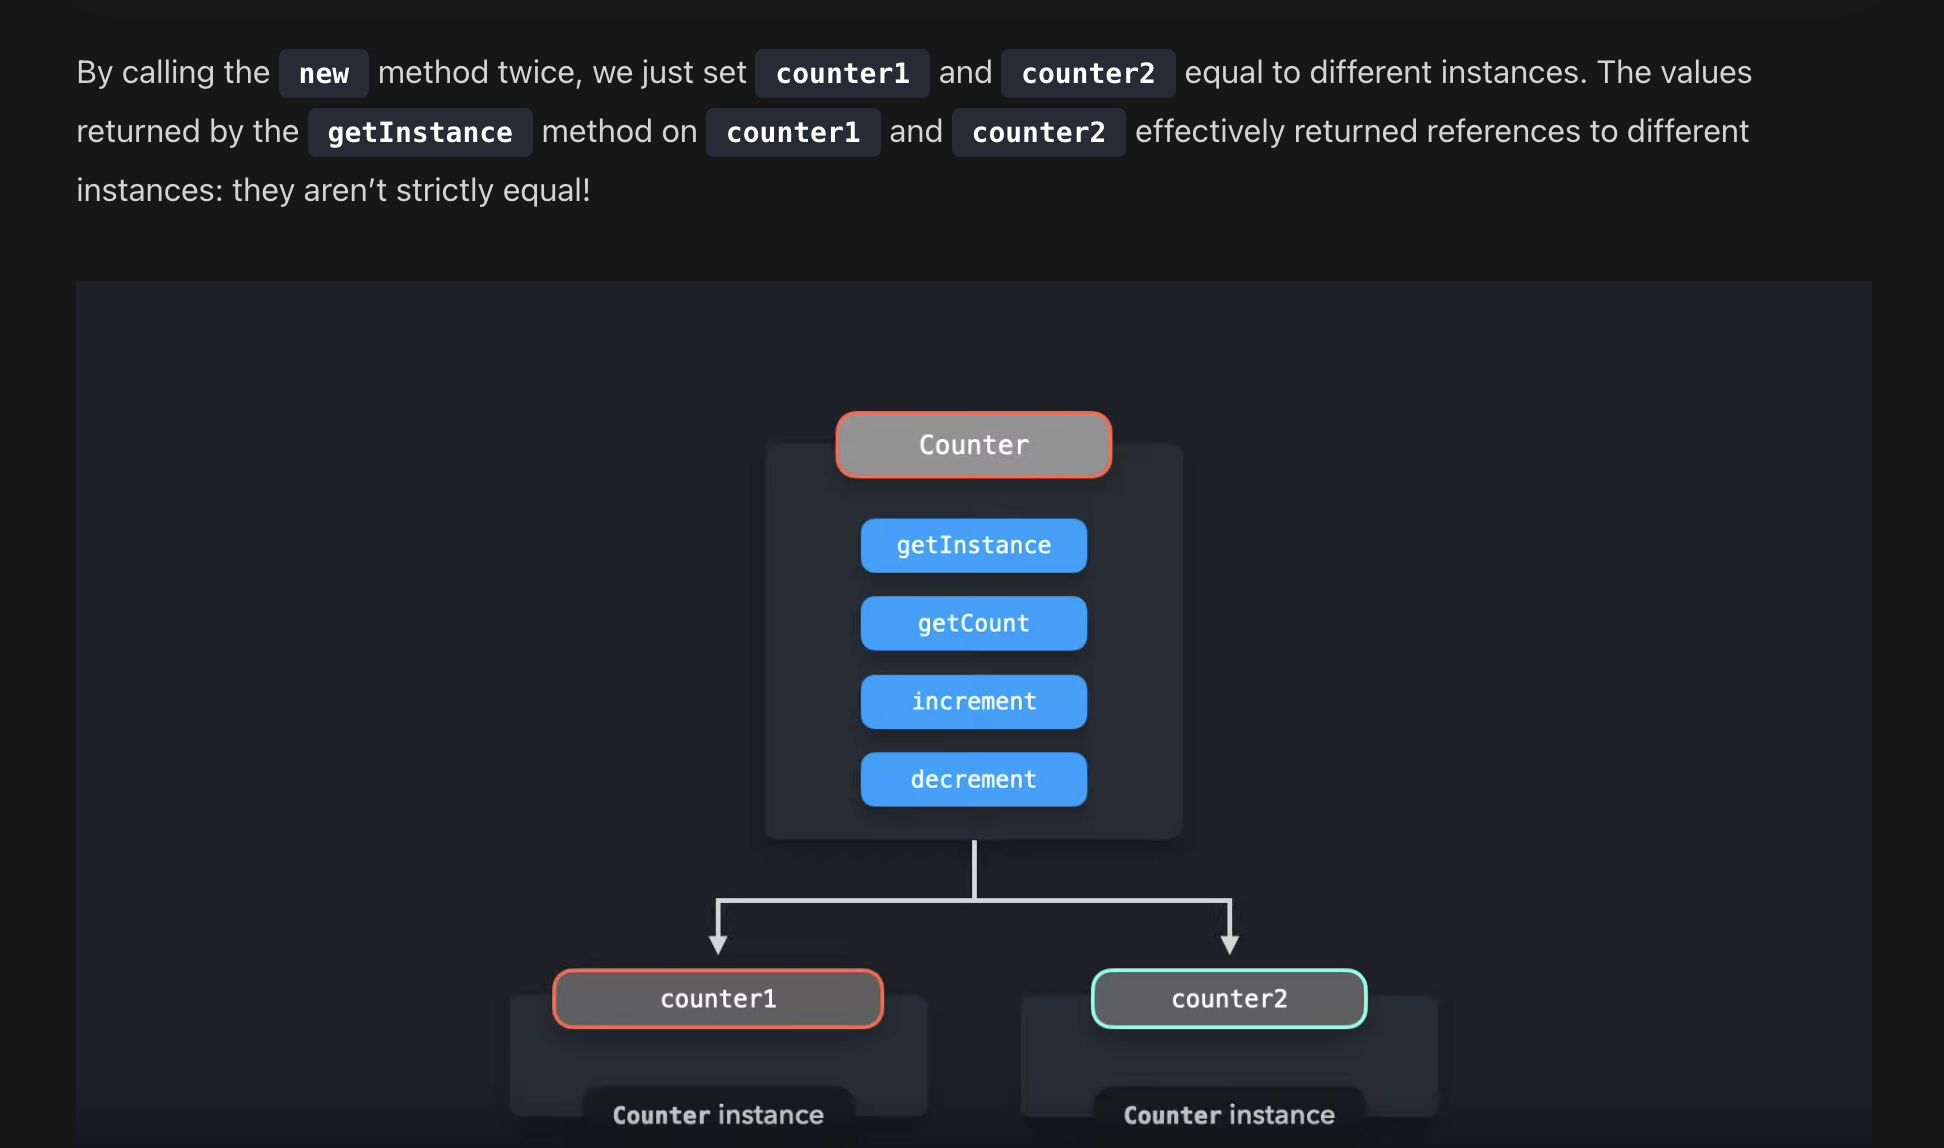 By calling the new method twice, we just set counter1 and counter2 equal to different instances. The values
returned by the getInstance method on counter1 and counter2 effectively returned references to different
instances: they aren’t strictly equal!
Counter
getInstance
getCount
increment
decrement
counter1
counter2
Counter instance
Counter instance